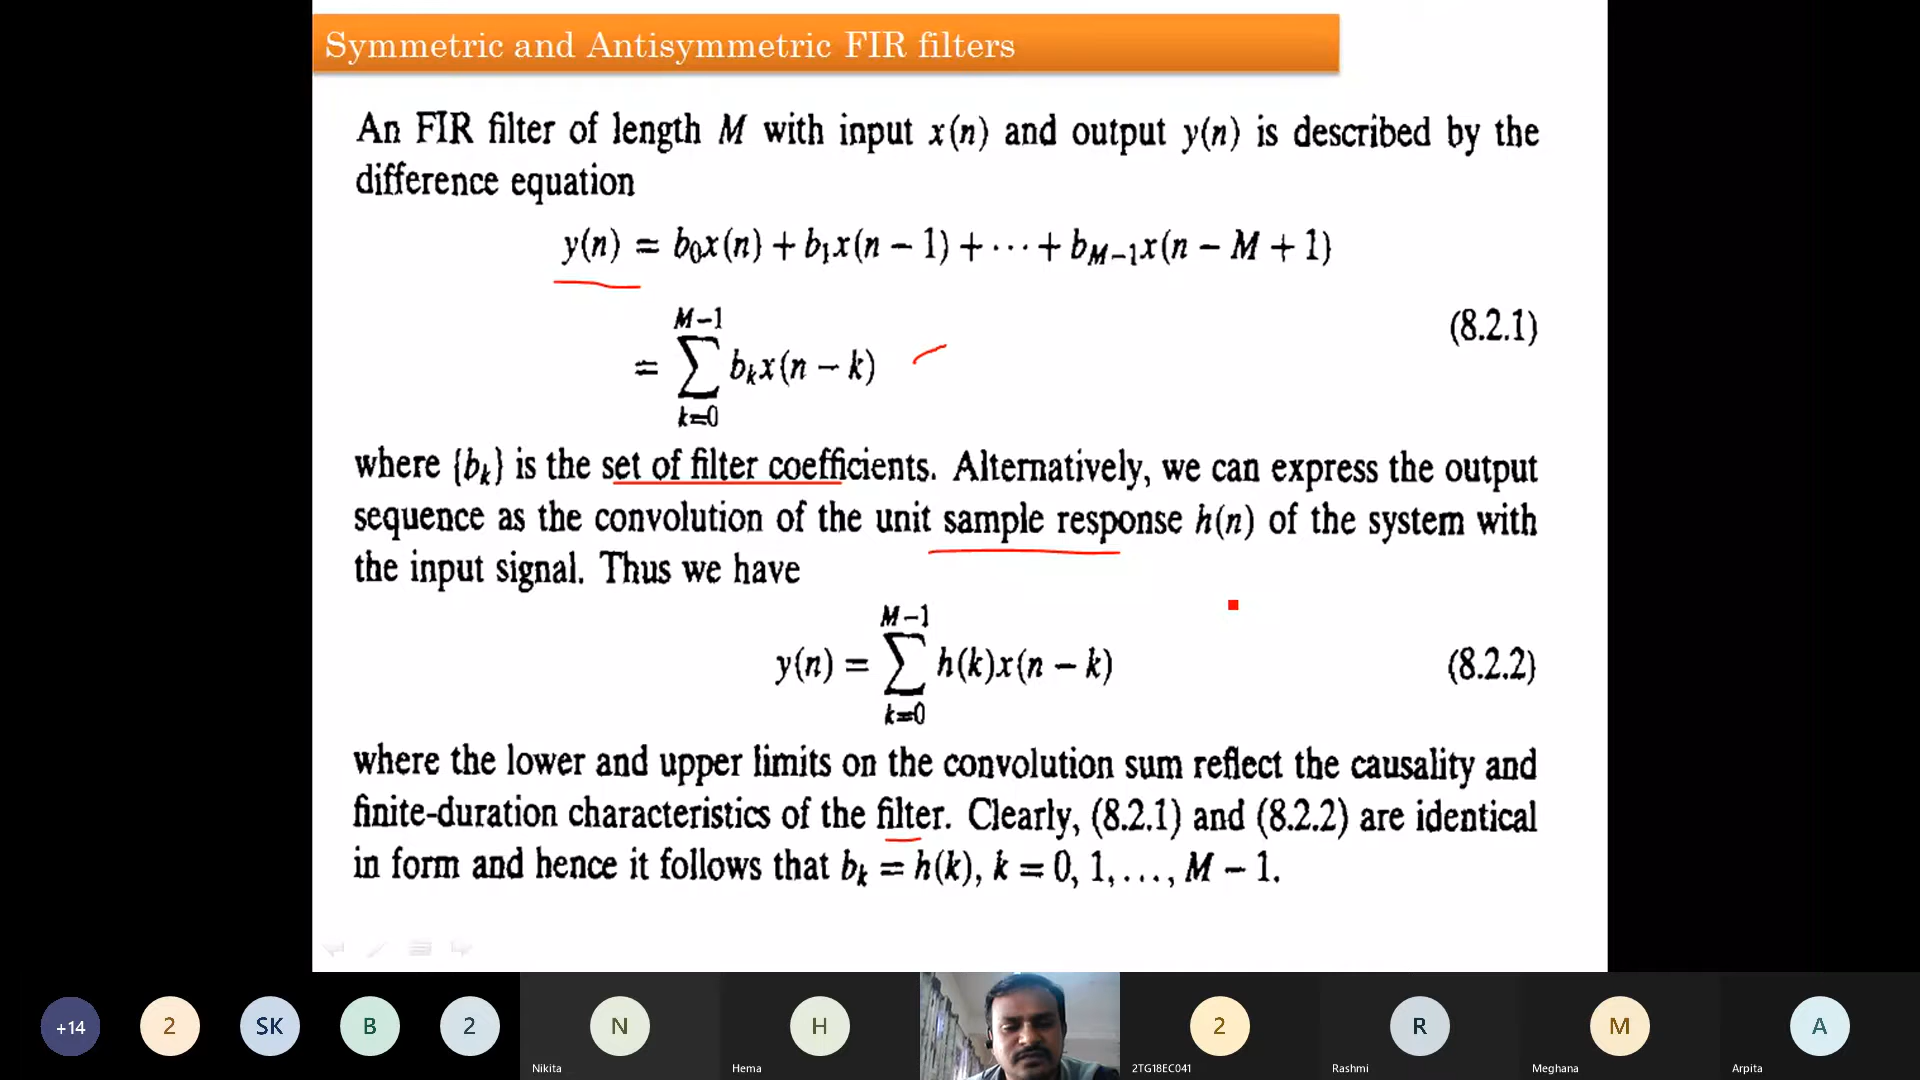 Symmetric and Antisymmetric FIR filters
An FIR filter of length M with input x(n) and output y(n) is described by the
difference equation
y(n) = b₀x(n) + b₁x(n − 1) + ··· + b_{M−1}x(n − M + 1)
= ∑_{k=0}^{M−1} b_k x(n − k) (8.2.1)
where {b_k} is the set of filter coefficients. Alternatively, we can express the output
sequence as the convolution of the unit sample response h(n) of the system with
the input signal. Thus we have
y(n) = ∑_{k=0}^{M−1} h(k)x(n − k) (8.2.2)
where the lower and upper limits on the convolution sum reflect the causality and
finite-duration characteristics of the filter. Clearly, (8.2.1) and (8.2.2) are identical
in form and hence it follows that b_k = h(k), k = 0, 1, . . . , M − 1.
+14 2 SK B 2 N H 2 R M A
Nikita Hema 2TG18EC041 Rashmi Meghana Arpita